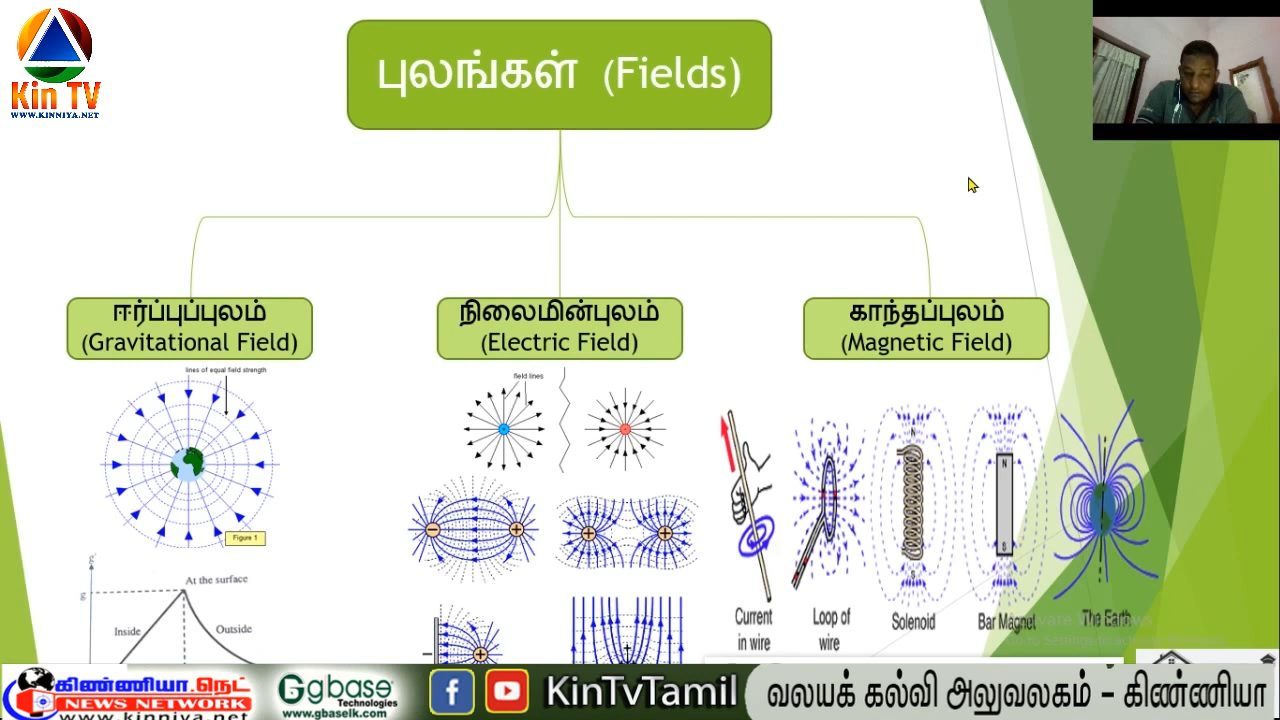 Kin TV
WWW.KINNIYA.NET
புலங்கள் (Fields)
ஈர்ப்புப்புலம்
(Gravitational Field)
நிலைமின்புலம்
(Electric Field)
காந்தப்புலம்
(Magnetic Field)
lines of equal field strength
Figure 1
At the surface
Inside
Outside
field lines
N
S
N
S
Current
in wire
Loop of
wire
Solenoid
Bar Magnet
The Earth
கிண்ணியா.நெட்
NEWS NETWORK
www.kinniya.net
Ggbase
Technologies
www.gbaselk.com
KinTvTamil
வலயக் கல்வி அலுவலகம் – கிண்ணியா